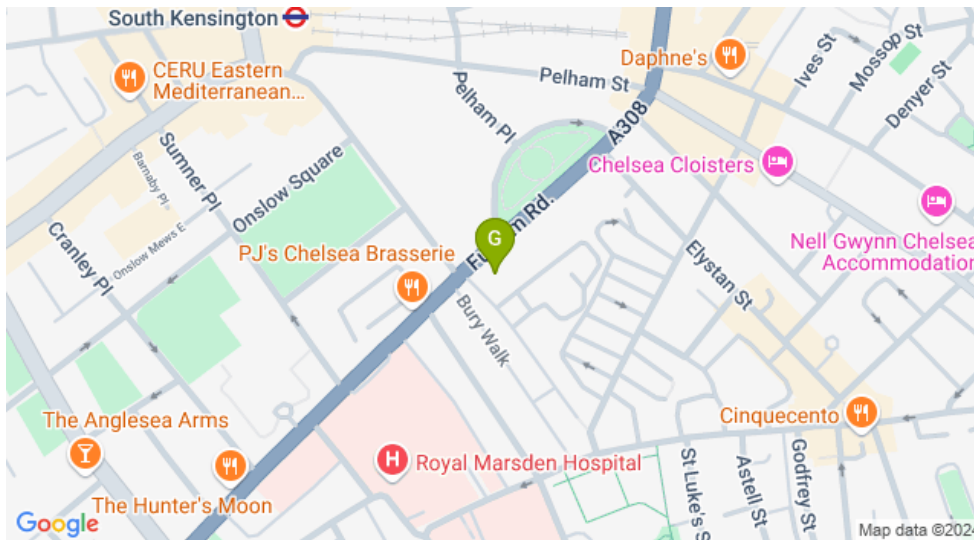 South Kensington
Daphne's
Ives St
Mossop St
Denyer St
CERU Eastern
Mediterranean...
Pelham St
Pelham Pl
A308
Barnaby Pl
Sumner Pl
Onslow Square
Chelsea Cloisters
Onslow Mews E
Cranley Pl
Nell Gwynn Chelsea
Accommodation
Fu m Rd.
G
PJ's Chelsea Brasserie
Elystan St
Bury Walk
The Anglesea Arms
Cinquecento
H
Royal Marsden Hospital
The Hunter's Moon
St Luke's S
Astell St
Godfrey St
Google
Map data ©2024